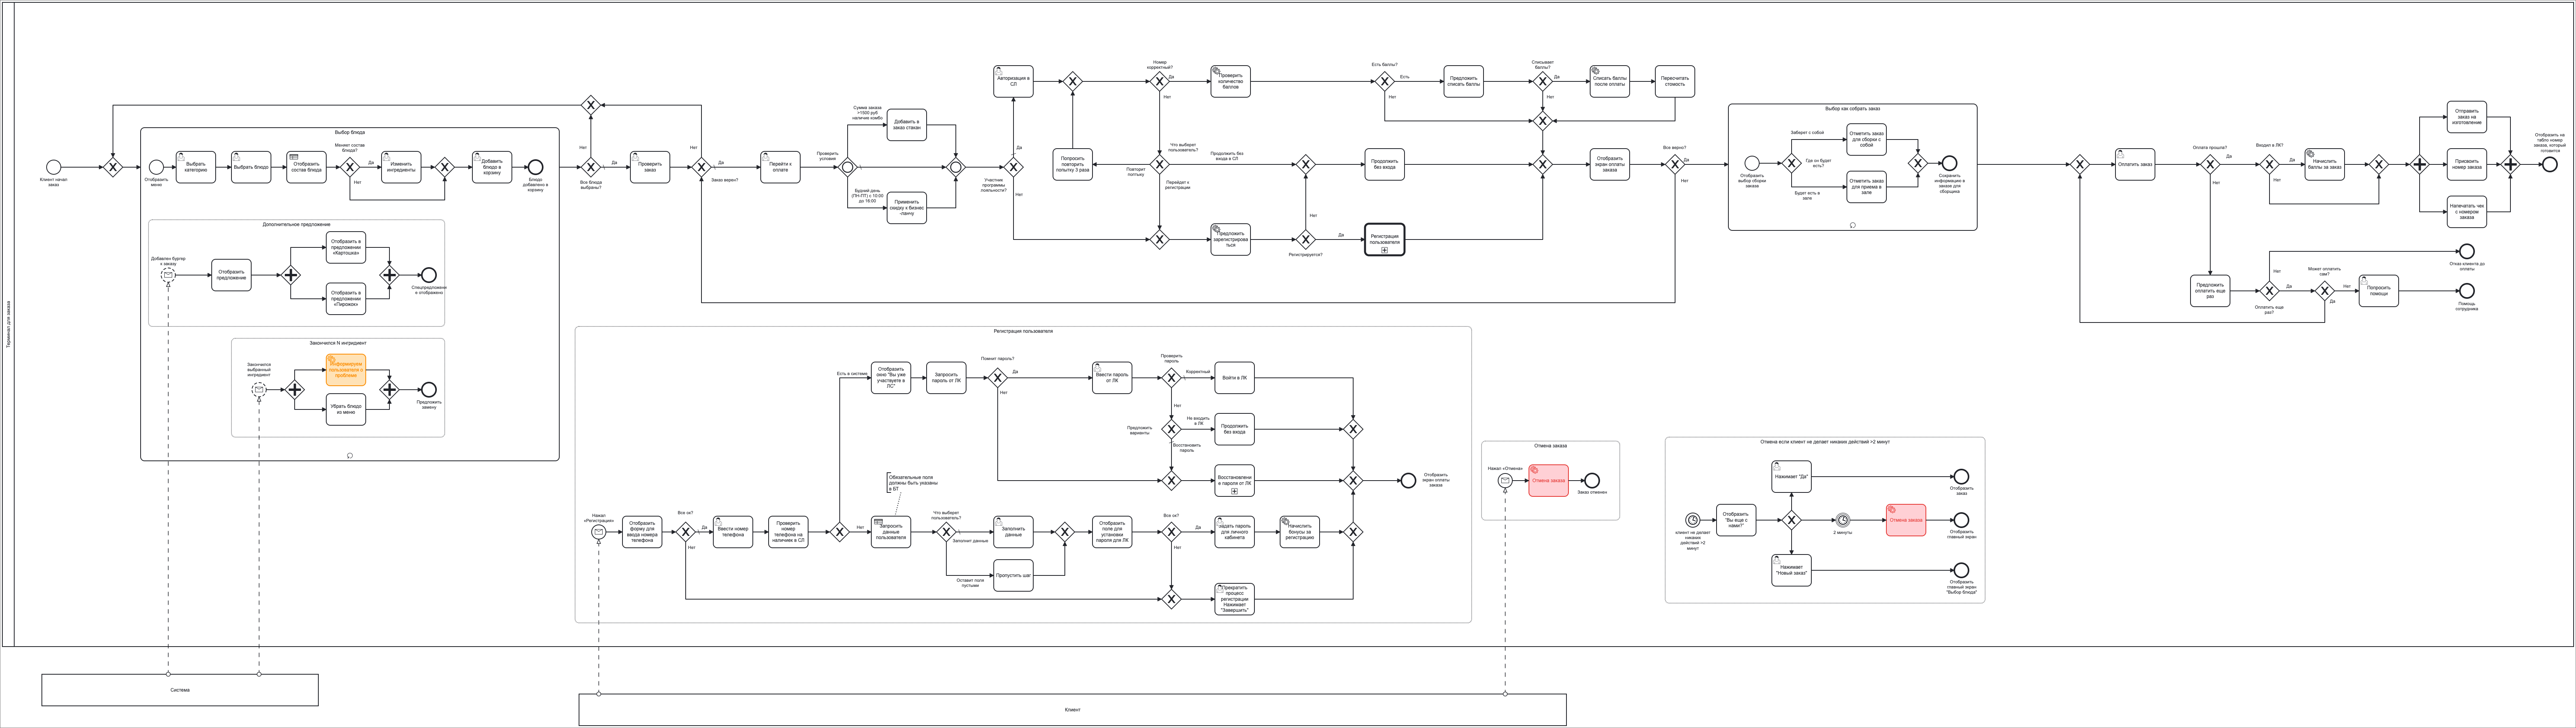 Терминал для заказа
Клиент начал
заказ
Выбор блюда
Отобразить
меню
Выбрать
категорию
Выбрать блюдо
Отобразить
состав блюда
Меняет состав
блюда?
Да
Нет
Изменить
ингредиенты
Добавить
блюдо в
корзину
Блюдо
добавлено в
корзину
Дополнительное предложение
Добавлен бургер
к заказу
Отобразить
предложение
Отобразить в
предложении
«Картошка»
Отобразить в
предложении
«Пирожок»
Спецпредложени
е отображено
Закончился N ингридиент
Закончился
выбранный
ингредиент
Информируем
пользователя о
проблеме
Убрать блюдо
из меню
Предложить
замену
Нет
Все блюда
выбраны?
Да
Проверить
заказ
Нет
Заказ верен?
Да
Перейти к
оплате
Проверить
условия
Сумма заказа
>1500 руб/
наличие комбо
Будний день
(ПН-ПТ) с 10:00
до 16:00
Добавить в
заказ стакан
Применить
скидку к бизнес
-ланчу
Участник
программы
лояльности?
Да
Нет
Авторизация в
СЛ
Попросить
повторить
попытку 3 раза
Номер
корректный?
Да
Нет
Что выберет
пользователь?
Повторит
попытку
Продолжить без
входа в СЛ
Перейдет к
регистрации
Проверить
количество
баллов
Предложить
зарегистрирова
ться
Регистрируется?
Нет
Да
Есть баллы?
Есть
Нет
Продолжить
без входа
Регистрация
пользователя
Предложить
списать баллы
Списывает
баллы?
Да
Нет
Списать баллы
после оплаты
Пересчитать
стоимость
Отобразить
экран оплаты
заказа
Все верно?
Да
Нет
Выбор как собрать заказ
Отобразить
выбор сборки
заказа
Заберет с собой
Где он будет
есть?
Будет есть в
зале
Отметить заказ
для сборки с
собой
Отметить заказ
для приема в
зале
Сохранить
информацию о
заказе для
сборщика
Оплатить заказ
Оплата прошла?
Да
Нет
Входит в ЛК?
Да
Нет
Начислить
баллы за заказ
Отправить
заказ на
изготовление
Присвоить
номер заказа
Напечатать чек
с номером
заказа
Отобразить на
табло номер
заказа, который
готовится
Предложить
оплатить еще
раз
Оплатить еще
раз?
Нет
Да
Может оплатить
сам?
Нет
Да
Попросить
помощи
Отказ клиента до
оплаты
Помощь
сотрудника
Регистрация пользователя
Нажал
«Регистрация»
Отобразить
форму для
ввода номера
телефона
Все ок?
Да
Нет
Ввести номер
телефона
Проверить
номер
телефона на
наличие в СЛ
Есть в системе
Нет
Отобразить
окно "Вы уже
участвуете в
ЛС"
Запросить
пароль от ЛК
Помнит пароль?
Да
Нет
Ввести пароль
от ЛК
Проверить
пароль
Корректный
Нет
Войти в ЛК
Предложить
варианты
Не входить
в ЛК
Восстановить
пароль
Продолжить
без входа
Восстановлени
е пароля от ЛК
Обязательные поля
должны быть указаны
в БТ
Запросить
данные
пользователя
Что выберет
пользователь?
Заполнит данные
Оставит поля
пустыми
Заполнить
данные
Пропустить шаг
Отобразить
поле для
установки
пароля для ЛК
Все ок?
Да
Нет
Задать пароль
для личного
кабинета
Начислить
бонусы за
регистрацию
Прекратить
процесс
регистрации
Нажимает
"Завершить"
Отобразить
экран оплаты
заказа
Отмена заказа
Нажал «Отмена»
Отмена заказа
Заказ отменен
Отмена если клиент не делает никаких действий >2 минут
клиент не делает
никаких
действий >2
минут
Отобразить
"Вы еще с
нами?"
Нажимает "Да"
2 минуты
Нажимает
"Новый заказ"
Отмена заказа
Отобразить
заказ
Отобразить
главный экран
Отобразить
главный экран
"Выбор блюда"
Система
Клиент